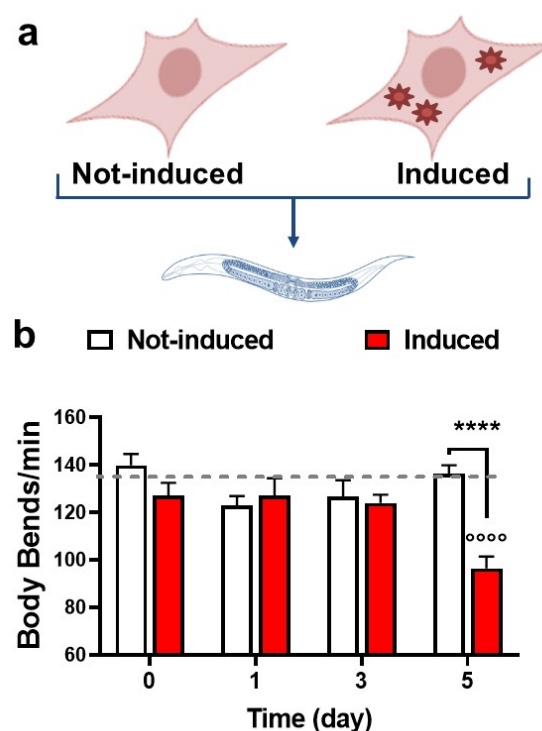 a
Not-induced Induced
b Not-induced Induced
160
140
120
100
80
60
Body Bends/min
****
°°°°
0 1 3 5
Time (day)